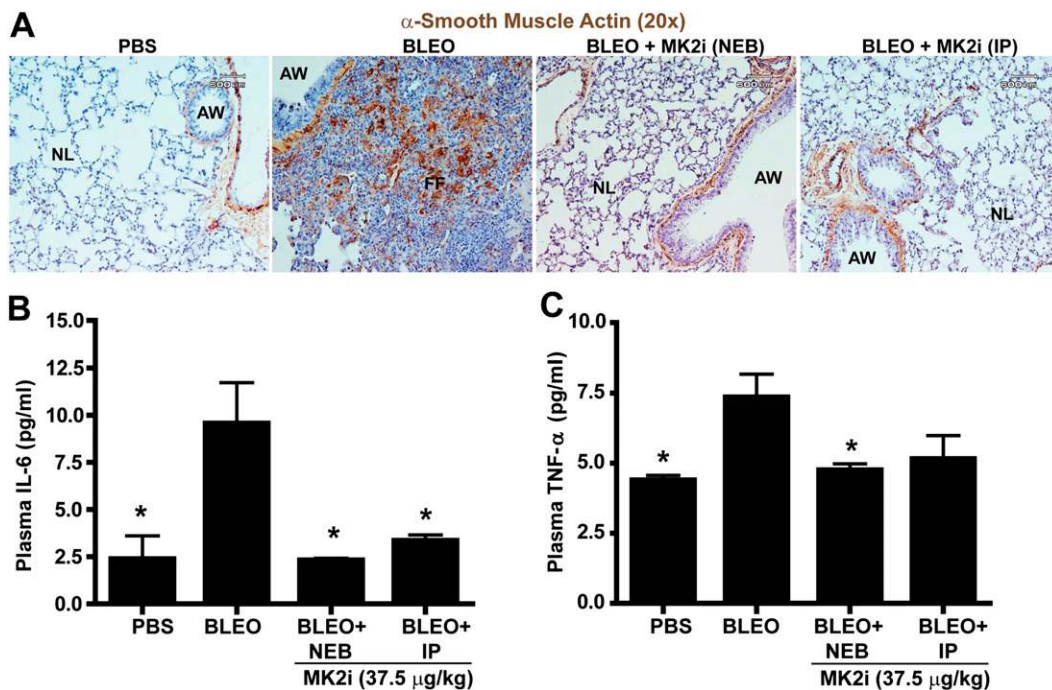 A
α-Smooth Muscle Actin (20x)
PBS
BLEO
BLEO + MK2i (NEB)
BLEO + MK2i (IP)
AW
NL
AW
FF
NL
AW
AW
NL
B
Plasma IL-6 (pg/ml)
15.0
12.5
10.0
7.5
5.0
2.5
0.0
*
*
*
PBS
BLEO
BLEO+
NEB
BLEO+
IP
MK2i (37.5 μg/kg)
C
Plasma TNF-α (pg/ml)
10.0
7.5
5.0
2.5
0.0
*
*
PBS
BLEO
BLEO+
NEB
BLEO+
IP
MK2i (37.5 μg/kg)